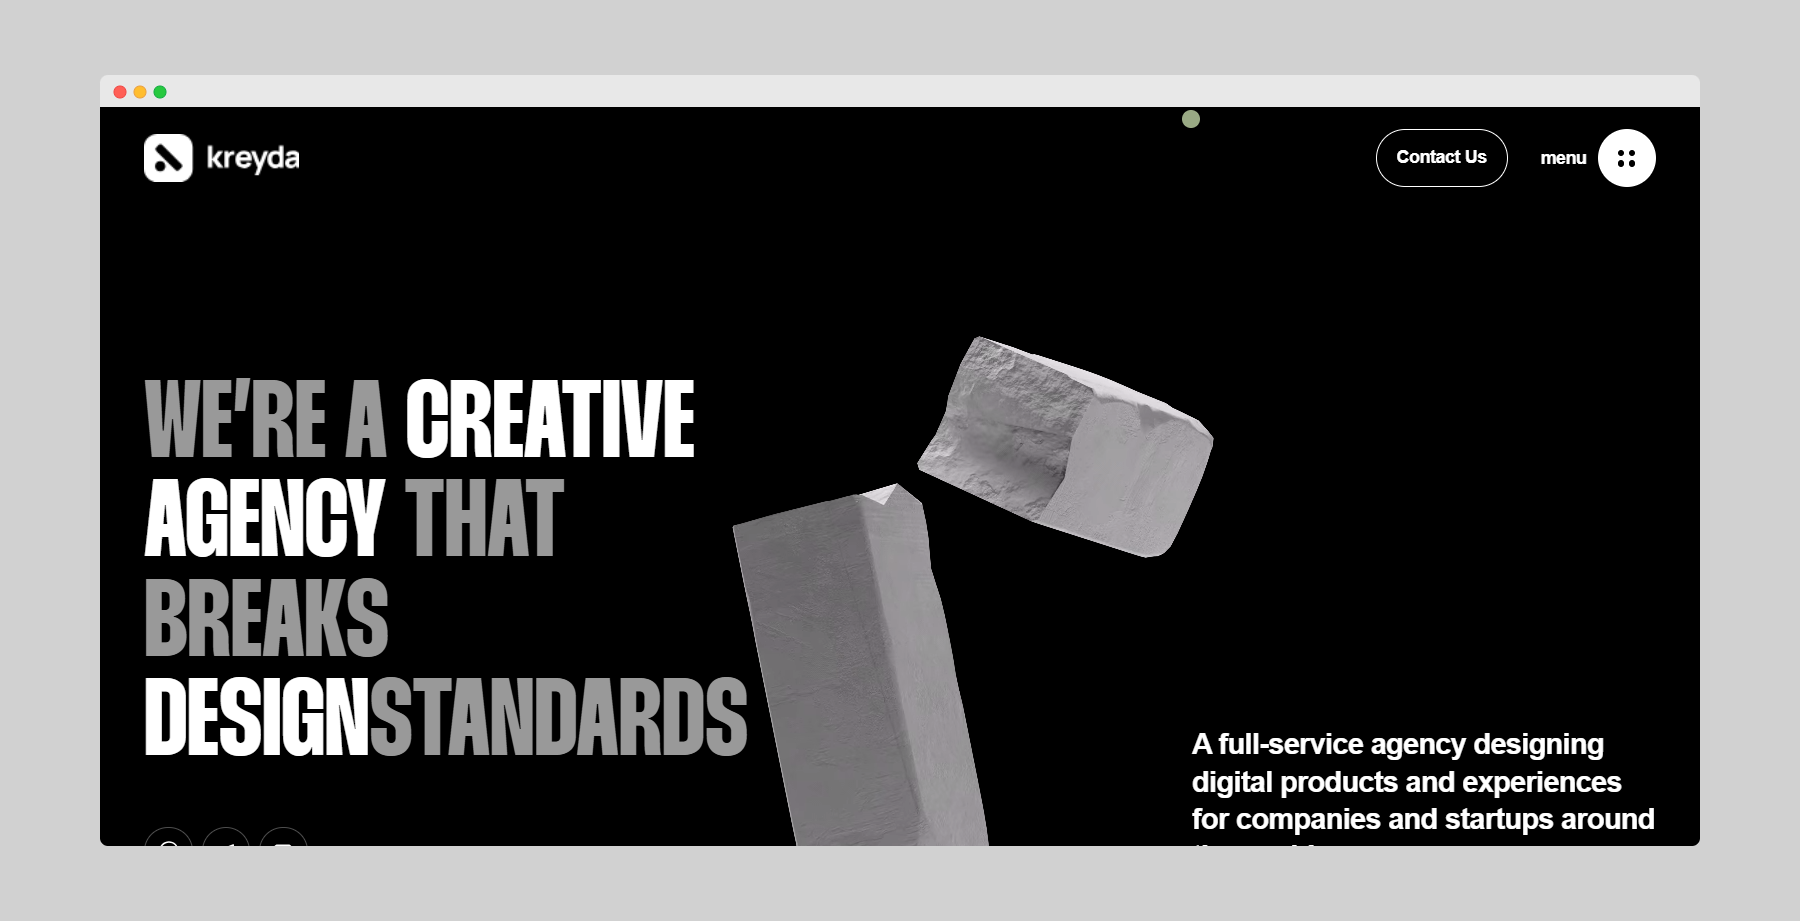 kreyda
Contact Us
menu
WE'RE A CREATIVE
AGENCY THAT
BREAKS
DESIGNSTANDARDS
A full-service agency designing
digital products and experiences
for companies and startups around